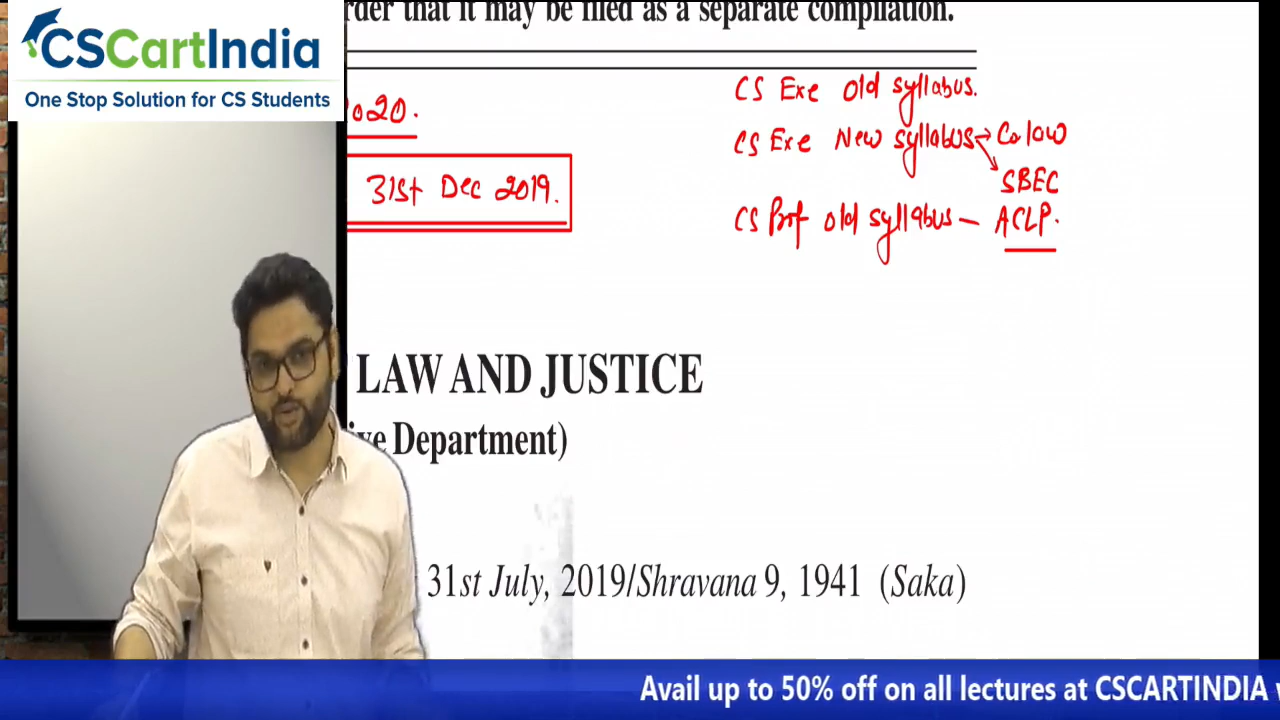 rder that it may be filed as a separate compilation.
CSCartIndia
One Stop Solution for CS Students
2020.
31st Dec 2019.
CS Exe Old syllabus.
CS Exe New syllabus → Co law
SBEC
CS Prof old syllabus — ACLP.
LAW AND JUSTICE
ive Department)
31st July, 2019/Shravana 9, 1941 (Saka)
Avail up to 50% off on all lectures at CSCARTINDIA